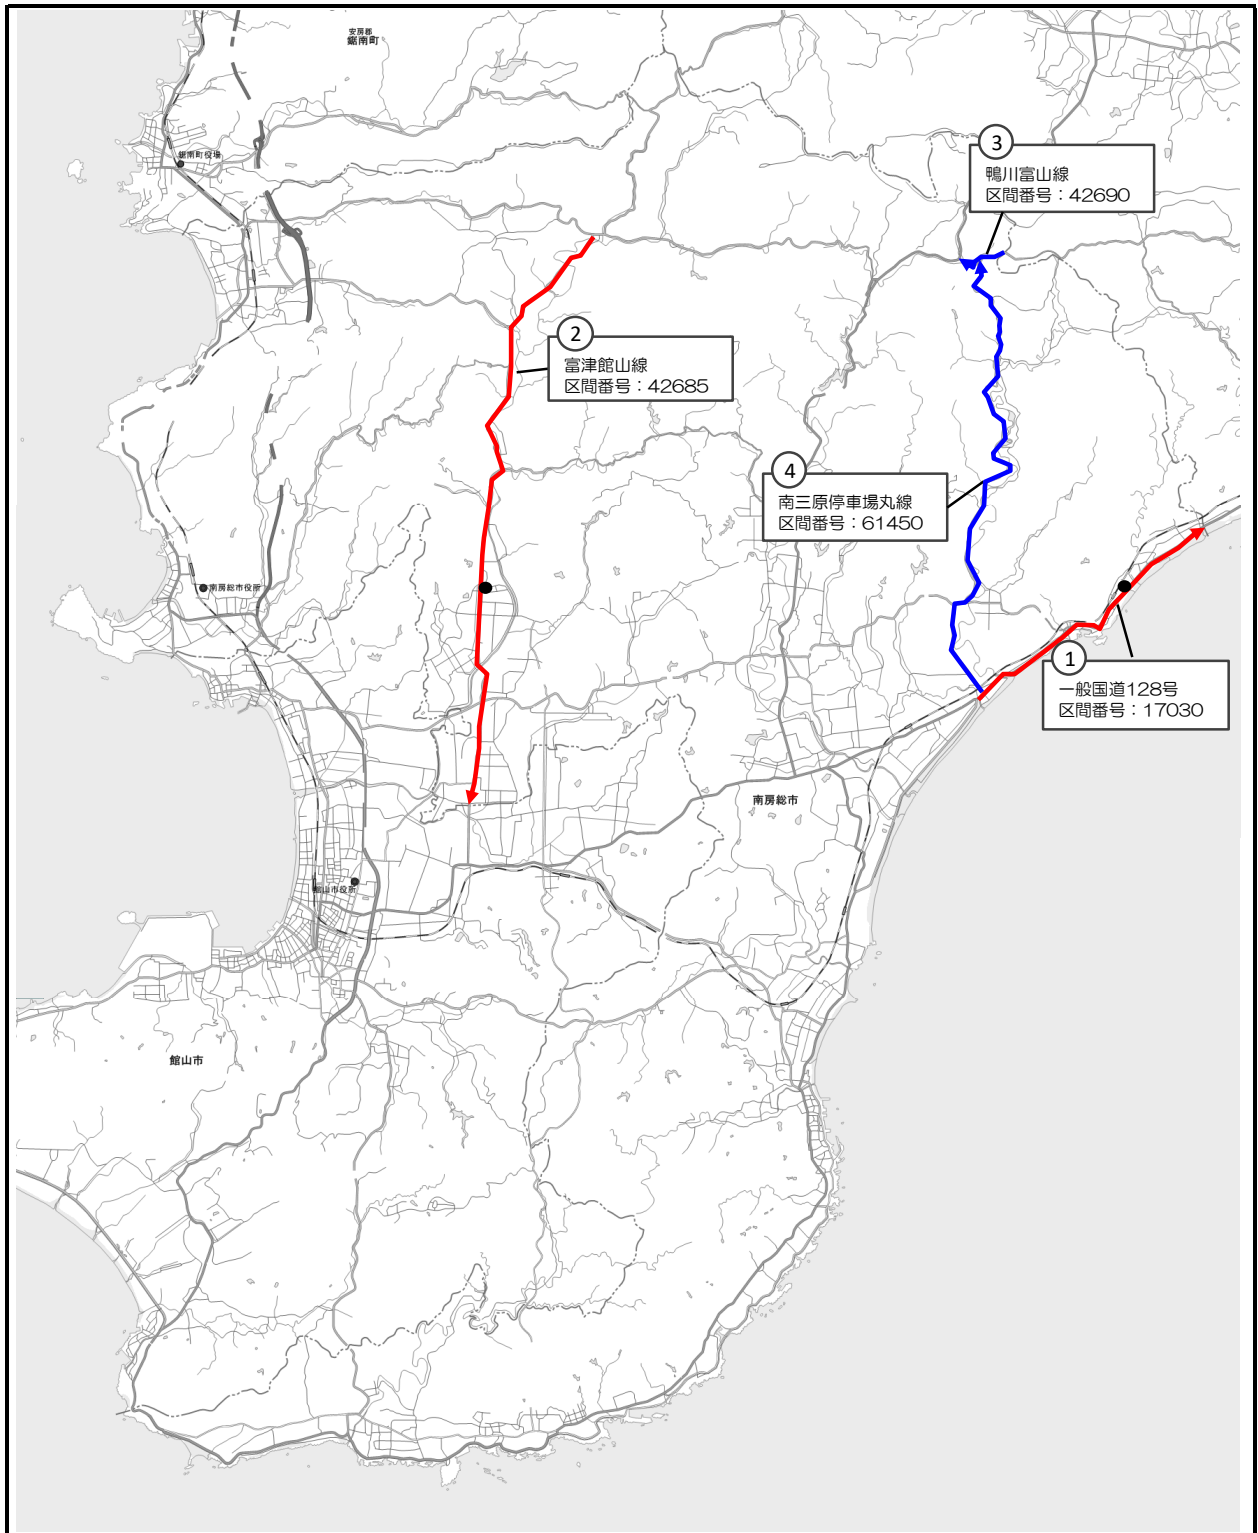 安房郡
鋸南町
鋸南町役場
③
鴨川富山線
区間番号：42690
②
富津館山線
区間番号：42685
④
南三原停車場丸線
区間番号：61450
南房総市役所
①
一般国道128号
区間番号：17030
南房総市
館山市役所
館山市